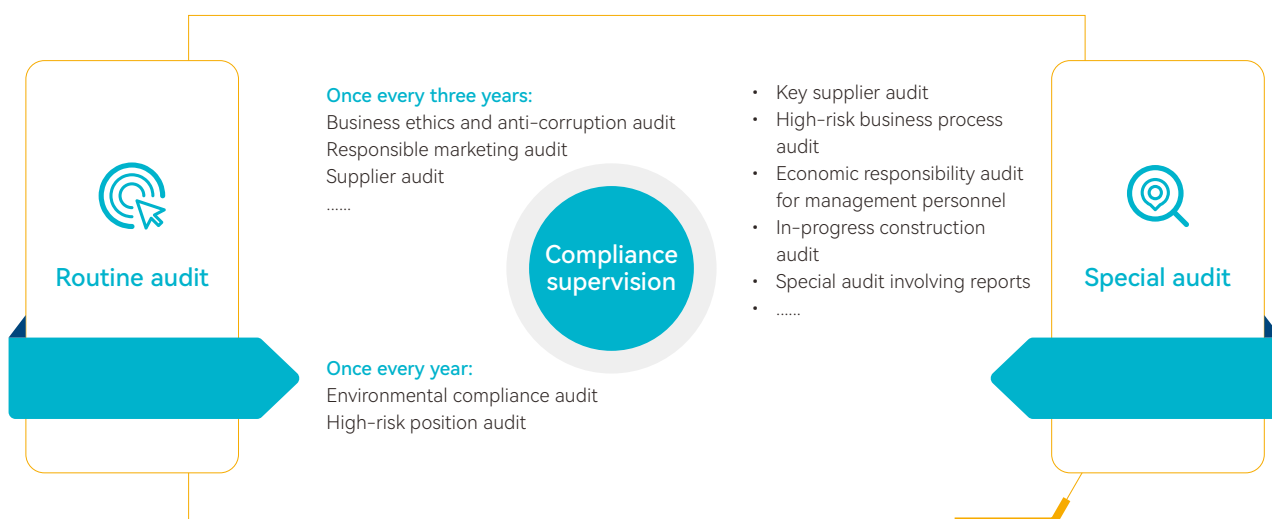 Routine audit
Once every three years:
Business ethics and anti-corruption audit
Responsible marketing audit
Supplier audit
......
Once every year:
Environmental compliance audit
High-risk position audit
Compliance
supervision
• Key supplier audit
• High-risk business process
audit
• Economic responsibility audit
for management personnel
• In-progress construction
audit
• Special audit involving reports
• ......
Special audit